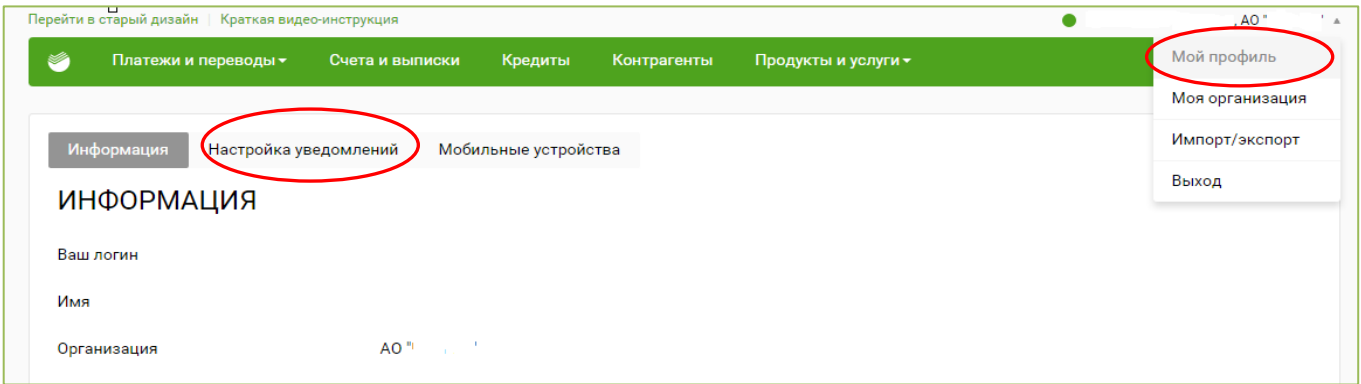 Перейти в старый дизайн | Краткая видео-инструкция , АО " "
Платежи и переводы Счета и выписки Кредиты Контрагенты Продукты и услуги
Мой профиль
Моя организация
Импорт/экспорт
Выход
Информация Настройка уведомлений Мобильные устройства
ИНФОРМАЦИЯ
Ваш логин
Имя
Организация АО "